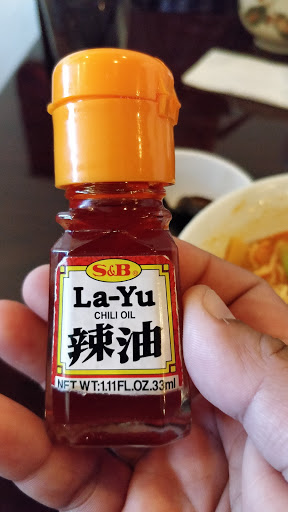 S&B
La-Yu
CHILI OIL
辣油
NET WT:1.11FL.OZ.33ml